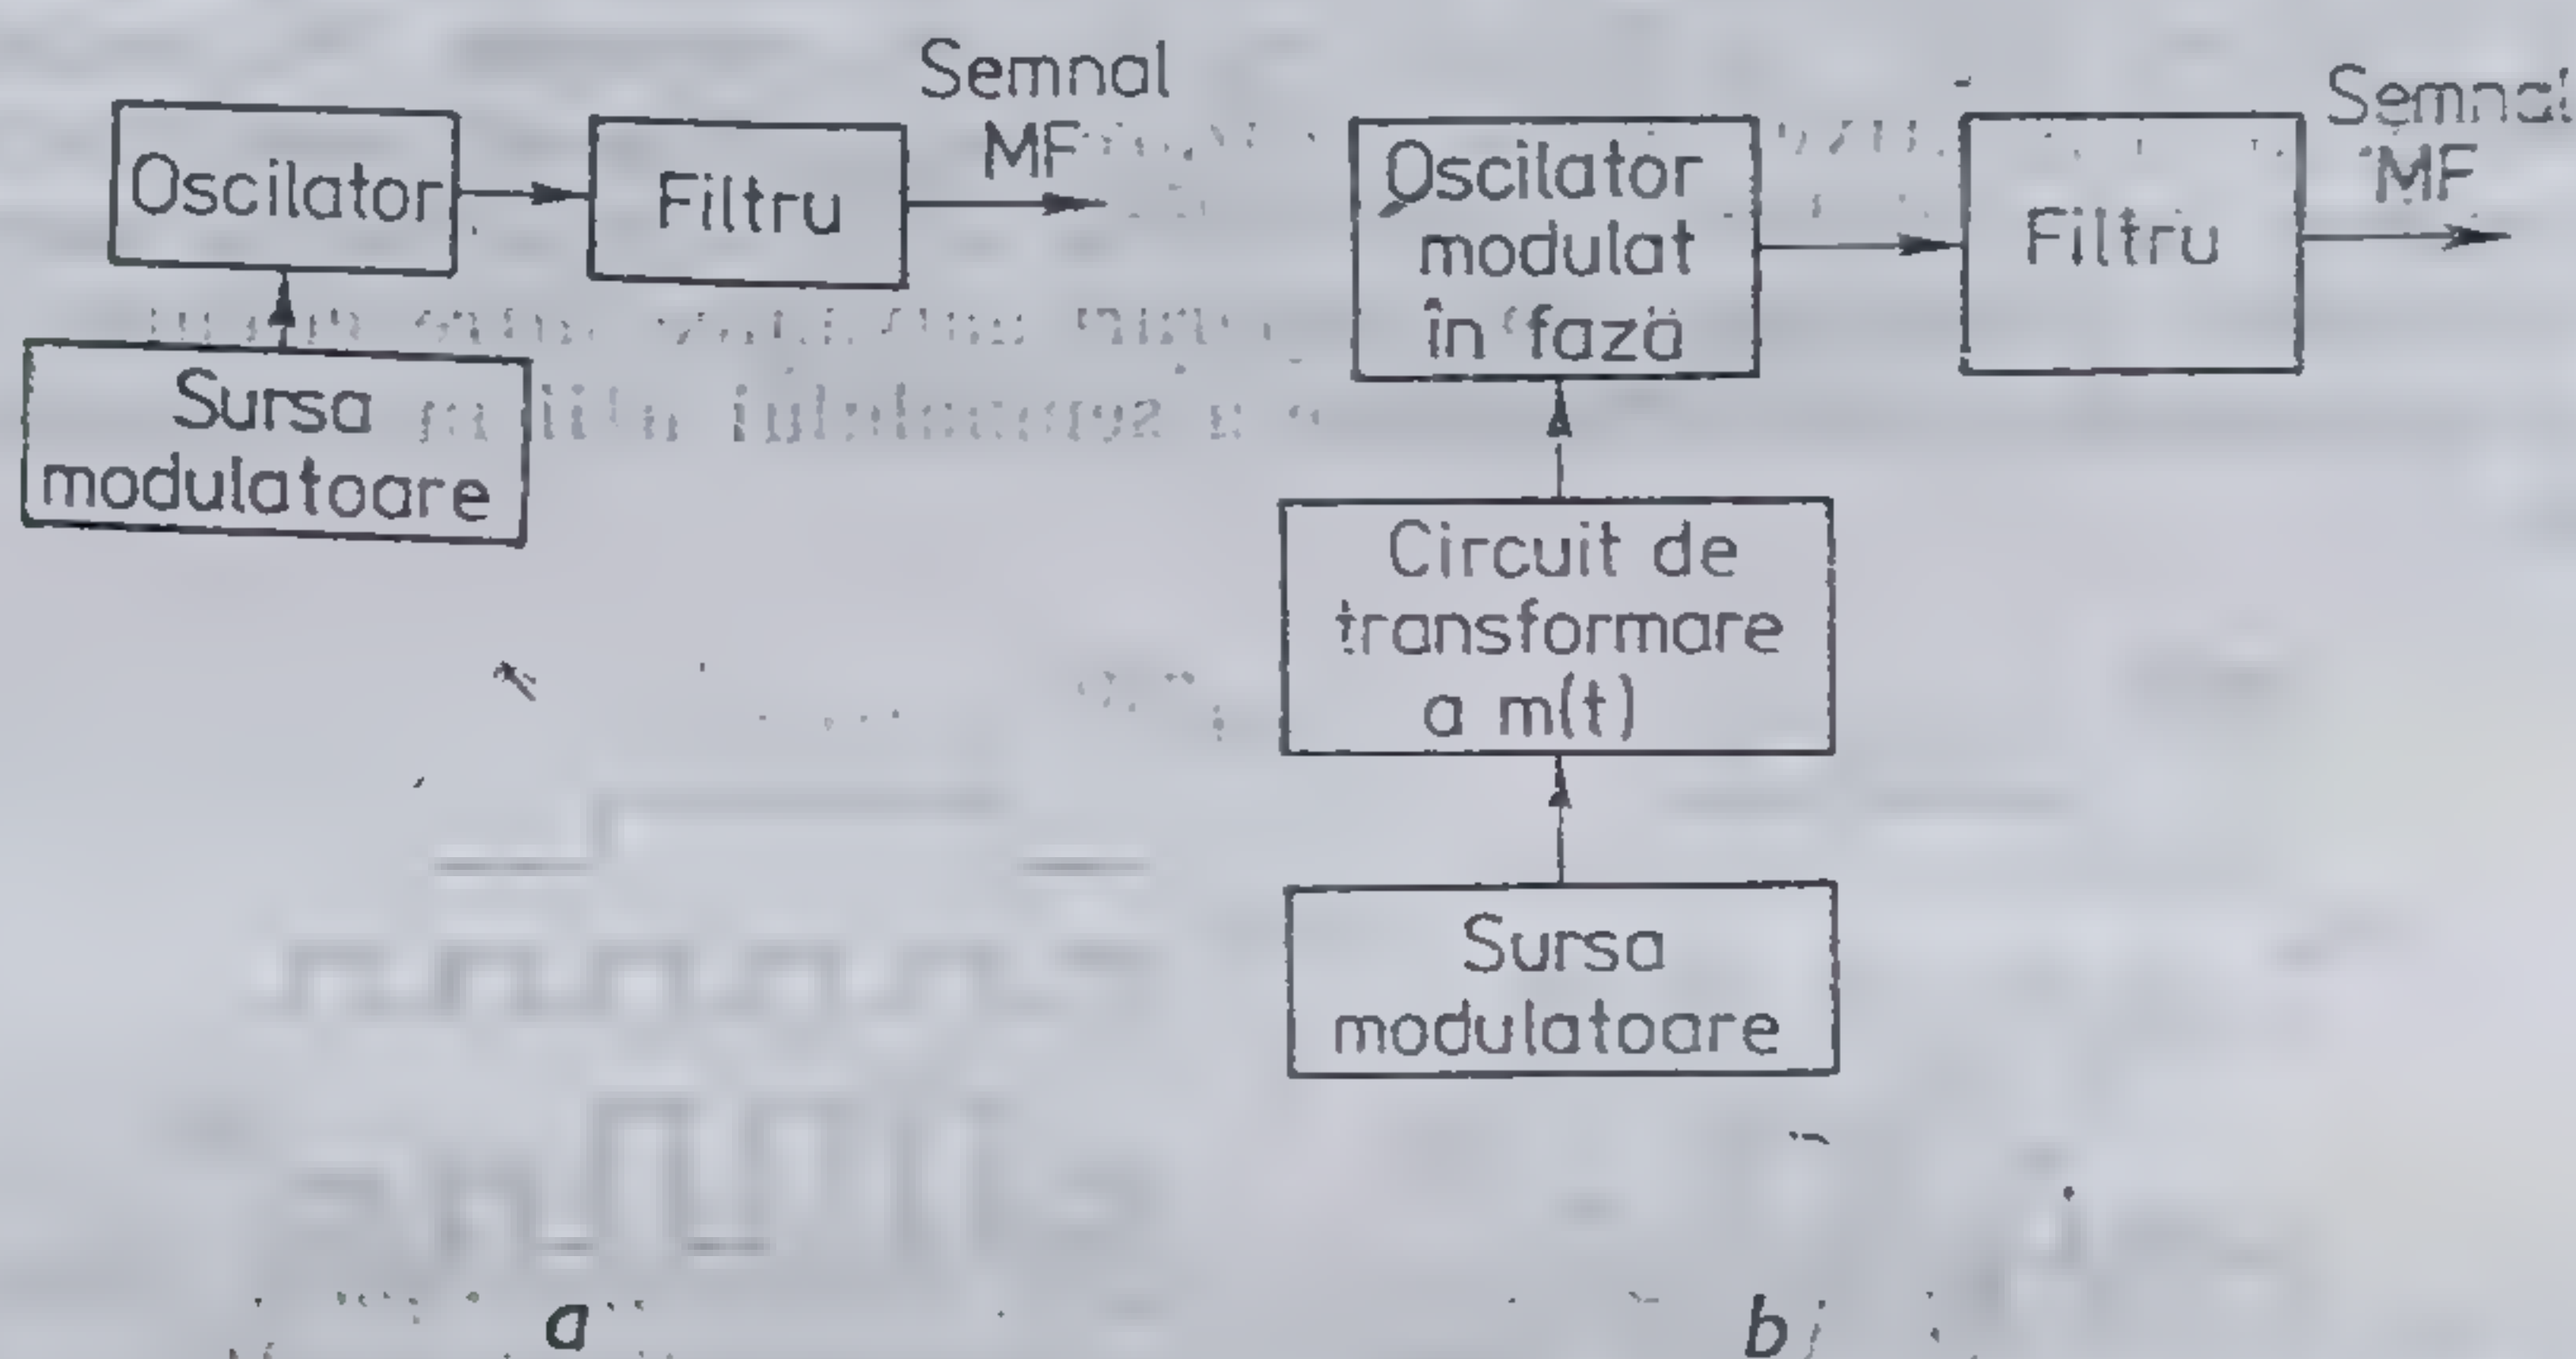 Semnal
MF
Oscilator
Filtru
Sursa
modulatoare
a
Semnal
MF
Oscilator
modulat
în fază
Filtru
Circuit de
transformare
a m(t)
Sursa
modulatoare
b